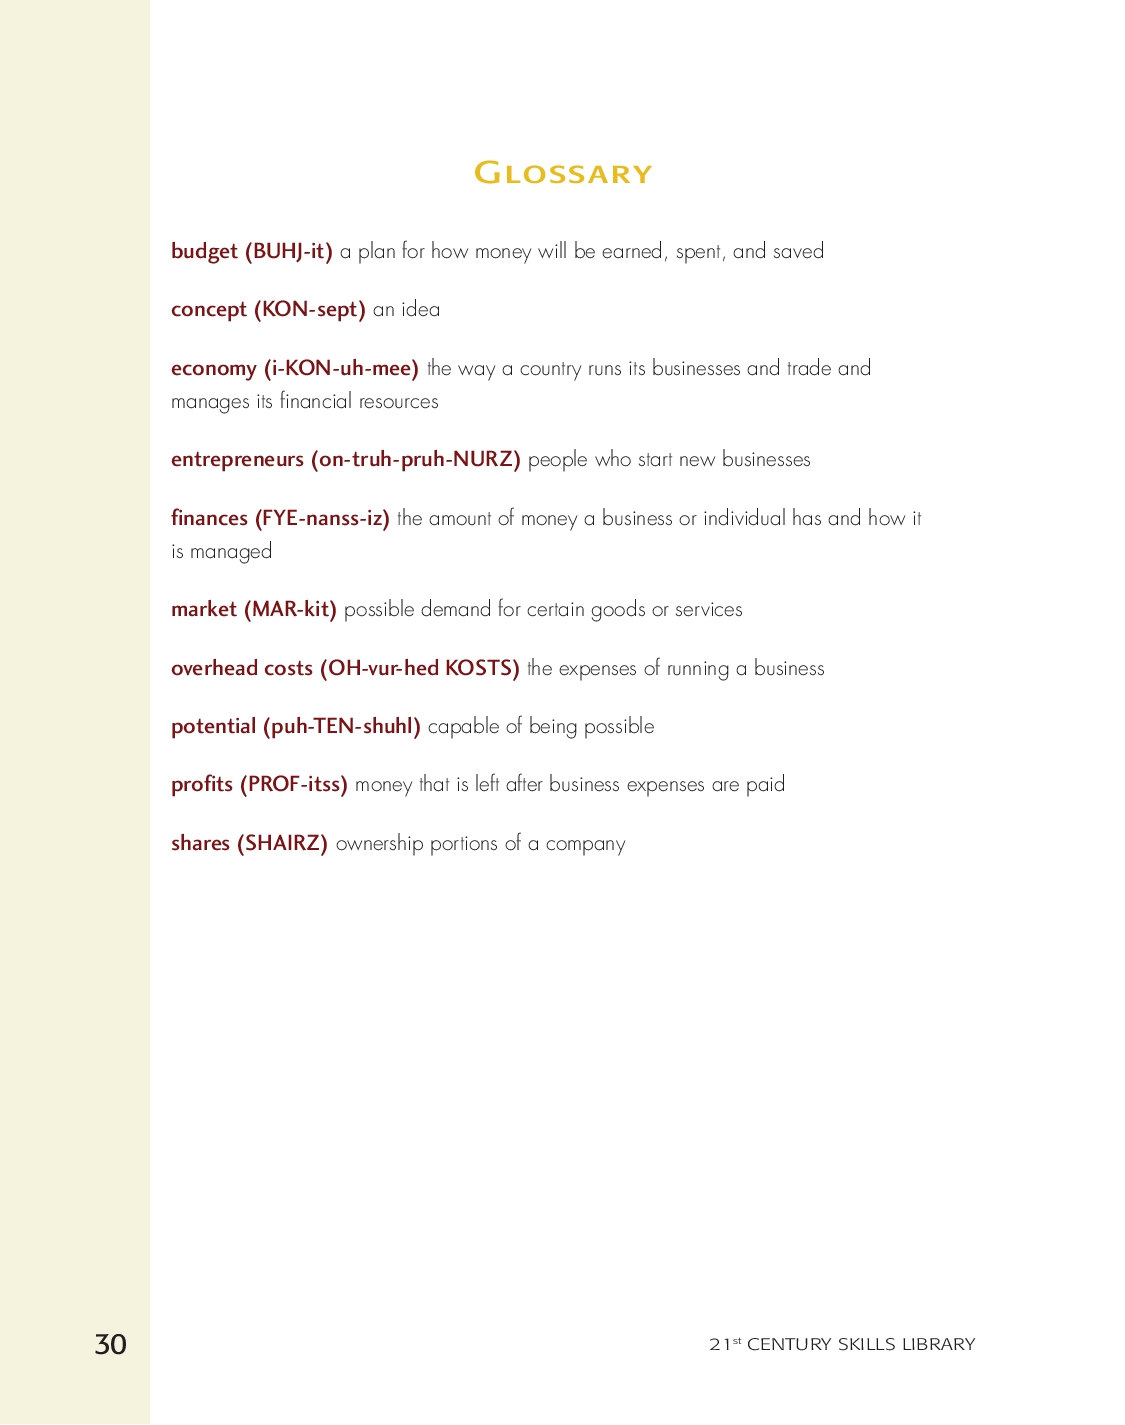 Glossary
budget (BUHJ-it) a plan for how money will be earned, spent, and saved
concept (KON-sept) an idea
economy (i-KON-uh-mee) the way a country runs its businesses and trade and
manages its financial resources
entrepreneurs (on-truh-pruh-NURZ) people who start new businesses
finances (FYE-nanss-iz) the amount of money a business or individual has and how it
is managed
market (MAR-kit) possible demand for certain goods or services
overhead costs (OH-vur-hed KOSTS) the expenses of running a business
potential (puh-TEN-shuhl) capable of being possible
profits (PROF-itss) money that is left after business expenses are paid
shares (SHAIRZ) ownership portions of a company
30
21st CENTURY SKILLS LIBRARY